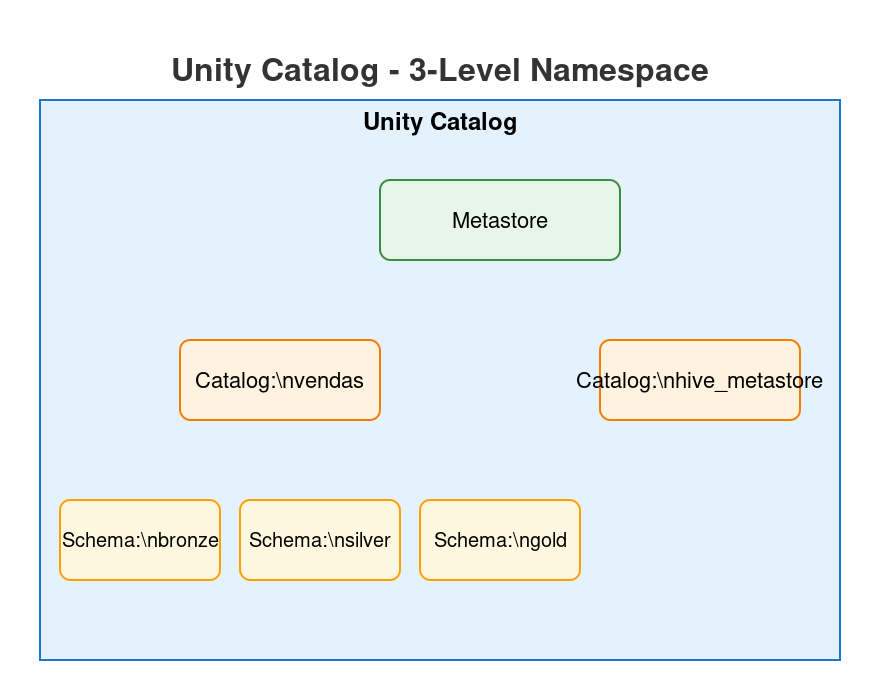 Unity Catalog - 3-Level Namespace
Unity Catalog
Metastore
Catalog:\nvendas
Catalog:\nhive_metastore
Schema:\nbronze
Schema:\nsilver
Schema:\ngold